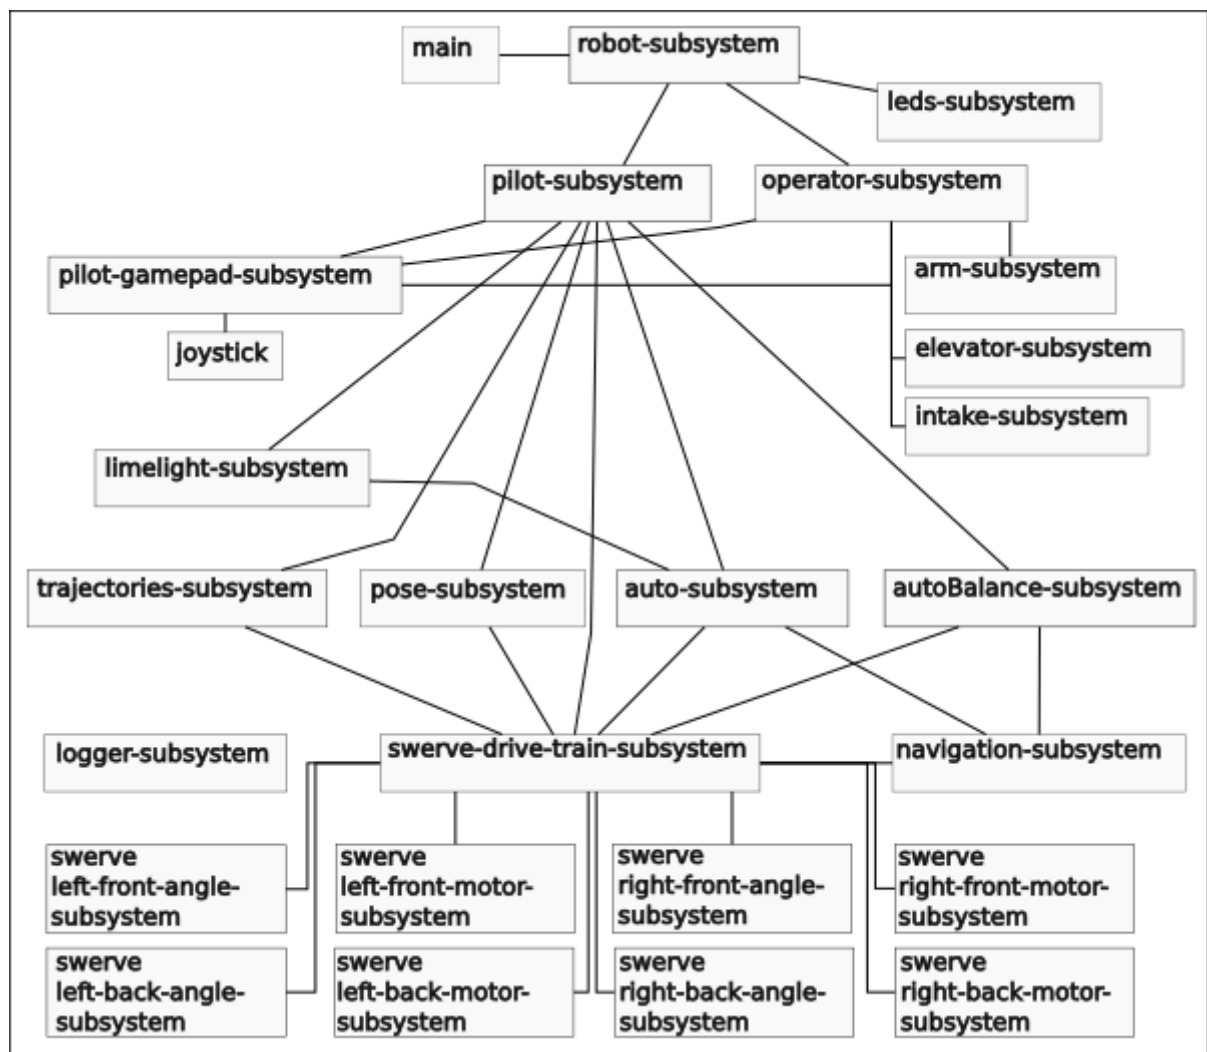 main
robot-subsystem
leds-subsystem
pilot-subsystem
operator-subsystem
pilot-gamepad-subsystem
arm-subsystem
joystick
elevator-subsystem
intake-subsystem
limelight-subsystem
trajectories-subsystem
pose-subsystem
auto-subsystem
autoBalance-subsystem
logger-subsystem
swerve-drive-train-subsystem
navigation-subsystem
swerve
left-front-angle-
subsystem
swerve
left-front-motor-
subsystem
swerve
right-front-angle-
subsystem
swerve
right-front-motor-
subsystem
swerve
left-back-angle-
subsystem
swerve
left-back-motor-
subsystem
swerve
right-back-angle-
subsystem
swerve
right-back-motor-
subsystem